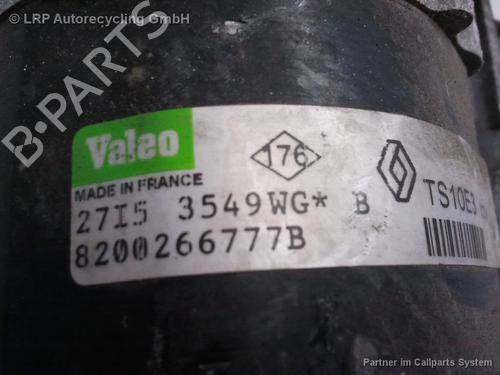 © LRP Autorecycling GmbH
B-PARTS
Valeo
176
MADE IN FRANCE
27I5 3549WG* B
TS10E3
8200266777B
Partner im Callparts System